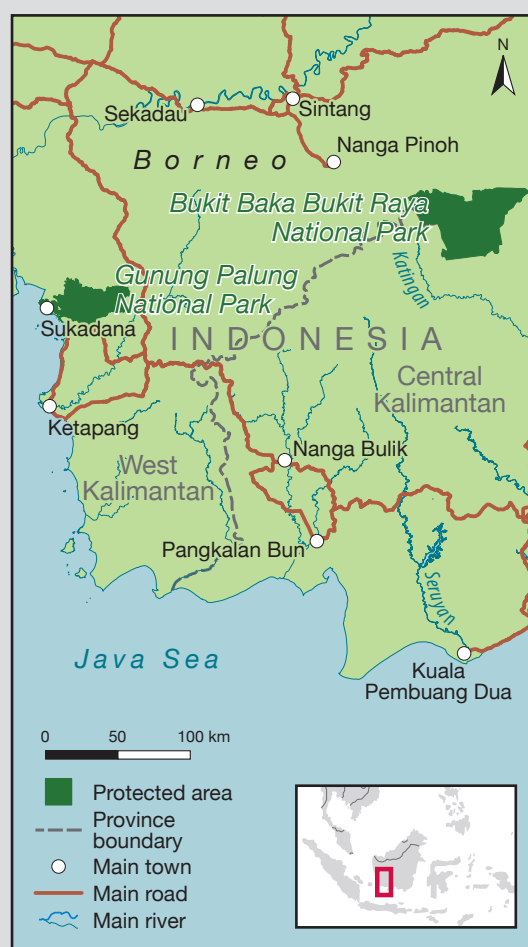 N
Sekadau
Sintang
Nanga Pinoh
Borneo
Bukit Baka Bukit Raya
National Park
Katingan
Gunung Palung
National Park
Sukadana
INDONESIA
Central
Kalimantan
Ketapang
Nanga Bulik
West
Kalimantan
Pangkalan Bun
Seruyan
Java Sea
Kuala
Pembuang Dua
0 50 100 km
Protected area
Province
boundary
Main town
Main road
Main river